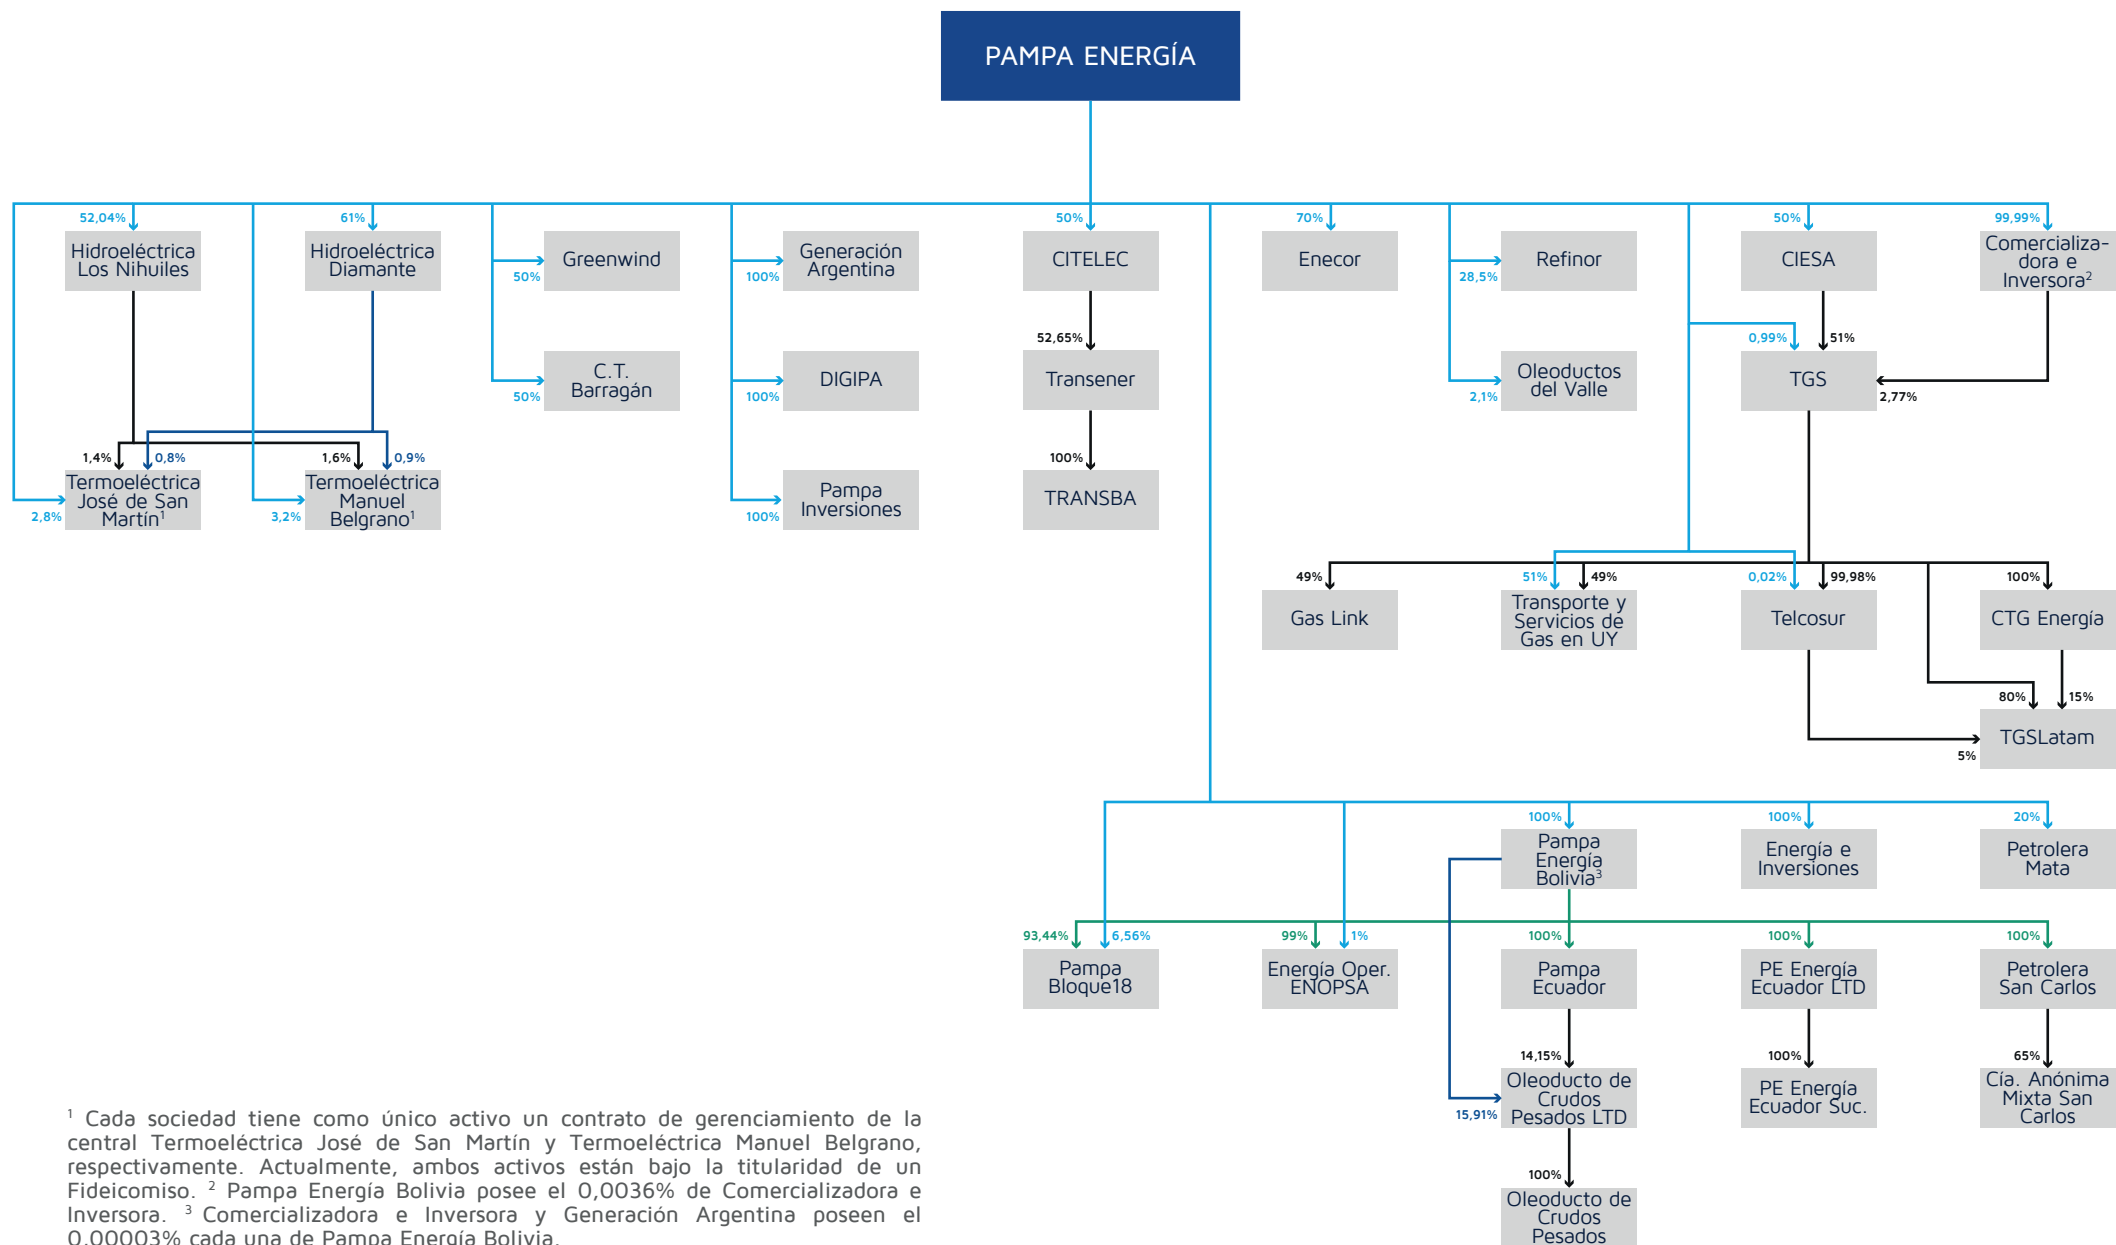 PAMPA ENERGÍA
52,04%
61%
50%
70%
50%
99,99%
Hidroeléctrica
Los Nihuiles
Hidroeléctrica
Diamante
50%
Greenwind
100%
Generación
Argentina
CITELEC
Enecor
28,5%
Refinor
CIESA
Comercializa-
dora e
Inversora²
52,65%
0,99%
51%
50%
C.T.
Barragán
100%
DIGIPA
Transener
2,1%
Oleoductos
del Valle
TGS
2,77%
1,4%
0,8%
1,6%
0,9%
100%
2,8%
Termoeléctrica
José de San
Martín¹
3,2%
Termoeléctrica
Manuel
Belgrano¹
100%
Pampa
Inversiones
TRANSBA
49%
51%
49%
0,02%
99,98%
100%
Gas Link
Transporte y
Servicios de
Gas en UY
Telcosur
CTG Energía
80%
15%
5%
TGSLatam
100%
100%
20%
Pampa
Energía
Bolivia³
Energía e
Inversiones
Petrolera
Mata
93,44%
6,56%
99%
1%
100%
100%
100%
Pampa
Bloque18
Energía Oper.
ENOPSA
Pampa
Ecuador
PE Energía
Ecuador LTD
Petrolera
San Carlos
14,15%
100%
65%
15,91%
Oleoducto de
Crudos
Pesados LTD
PE Energía
Ecuador Suc.
Cía. Anónima
Mixta San
Carlos
100%
Oleoducto de
Crudos
Pesados
¹ Cada sociedad tiene como único activo un contrato de gerenciamiento de la
central Termoeléctrica José de San Martín y Termoeléctrica Manuel Belgrano,
respectivamente. Actualmente, ambos activos están bajo la titularidad de un
Fideicomiso. ² Pampa Energía Bolivia posee el 0,0036% de Comercializadora e
Inversora. ³ Comercializadora e Inversora y Generación Argentina poseen el
0,00003% cada una de Pampa Energía Bolivia.